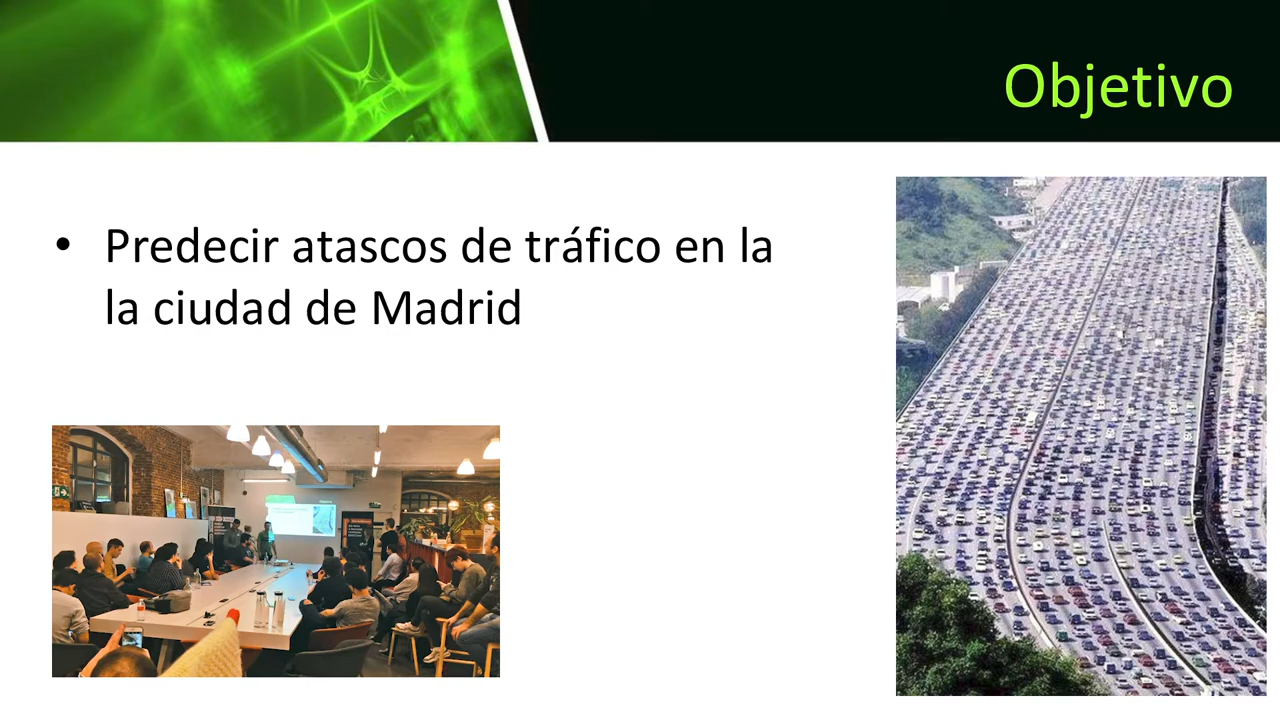 Objetivo
• Predecir atascos de tráfico en la
la ciudad de Madrid